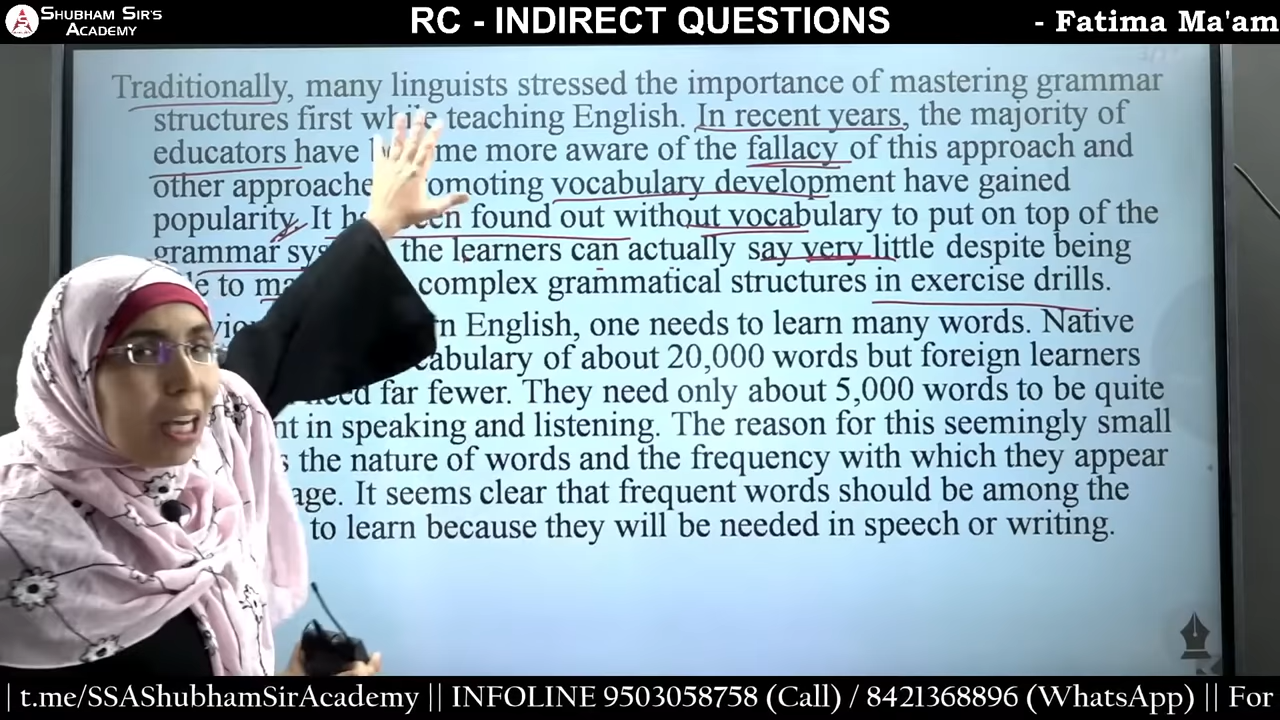 SHUBHAM SIR'S
ACADEMY
RC - INDIRECT QUESTIONS
- Fatima Ma'am
Traditionally, many linguists stressed the importance of mastering grammar
structures first while teaching English. In recent years, the majority of
educators have me more aware of the fallacy of this approach and
other approache omoting vocabulary development have gained
popularity. It een found out without vocabulary to put on top of the
grammar sys the learners can actually say very little despite being
e to ma complex grammatical structures in exercise drills.
n English, one needs to learn many words. Native
cabulary of about 20,000 words but foreign learners
eed far fewer. They need only about 5,000 words to be quite
nt in speaking and listening. The reason for this seemingly small
s the nature of words and the frequency with which they appear
age. It seems clear that frequent words should be among the
to learn because they will be needed in speech or writing.
| t.me/SSAShubhamSirAcademy || INFOLINE 9503058758 (Call) / 8421368896 (WhatsApp) || For